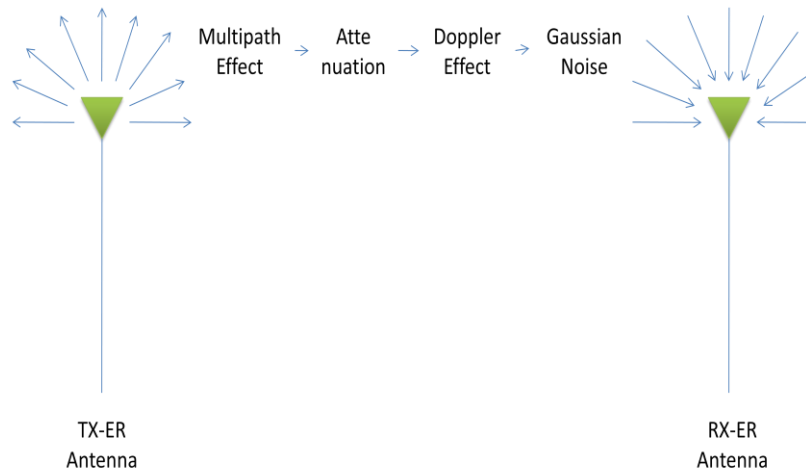 Multipath
Effect
Atte
nuation
Doppler
Effect
Gaussian
Noise
TX-ER
Antenna
RX-ER
Antenna